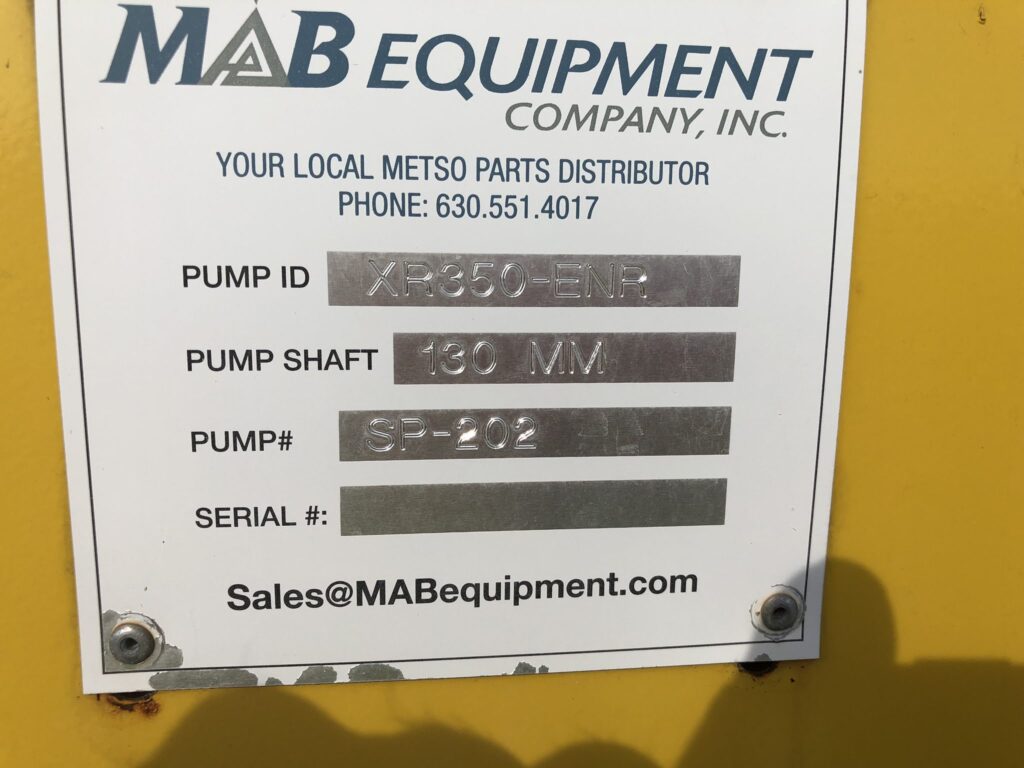 MAB EQUIPMENT
COMPANY, INC.
YOUR LOCAL METSO PARTS DISTRIBUTOR
PHONE: 630.551.4017
PUMP ID XR350-ENR
PUMP SHAFT 130 MM
PUMP# SP-202
SERIAL #:
Sales@MABequipment.com